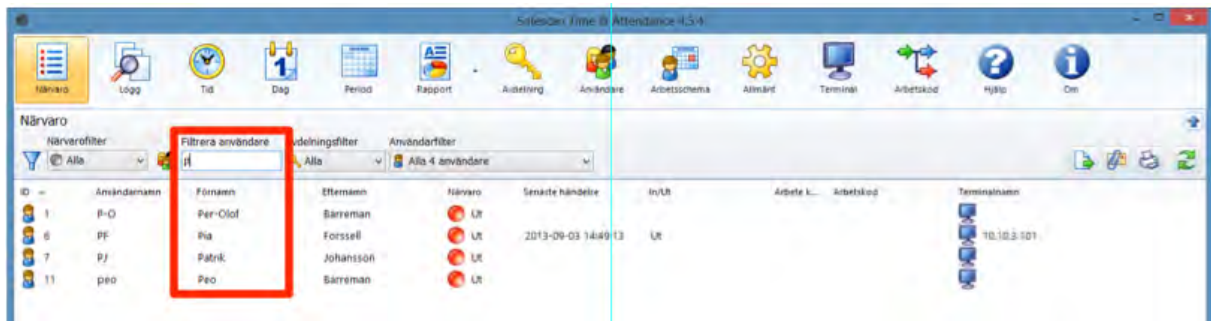 Safescan Time & Attendance 4.5.4
Närvaro Logg Tid Dag Period Rapport Avdelning Användare Arbetsschema Allmänt Terminal Arbetskod Hjälp Om
Närvaro
Närvarofilter Filtrera användare vdelningsfilter Användarfilter
Alla p Alla Alla 4 användare
ID Användarnamn Förnamn Efternamn Närvaro Senaste händelse In/Ut Arbete k... Arbetskod Terminalnamn
1 P-O Per-Olof Barreman Ut
6 PF Pia Forssell Ut 2013-09-03 14:49:13 Ut 10.10.3.101
7 PJ Patrik Johansson Ut
11 peo Peo Barreman Ut